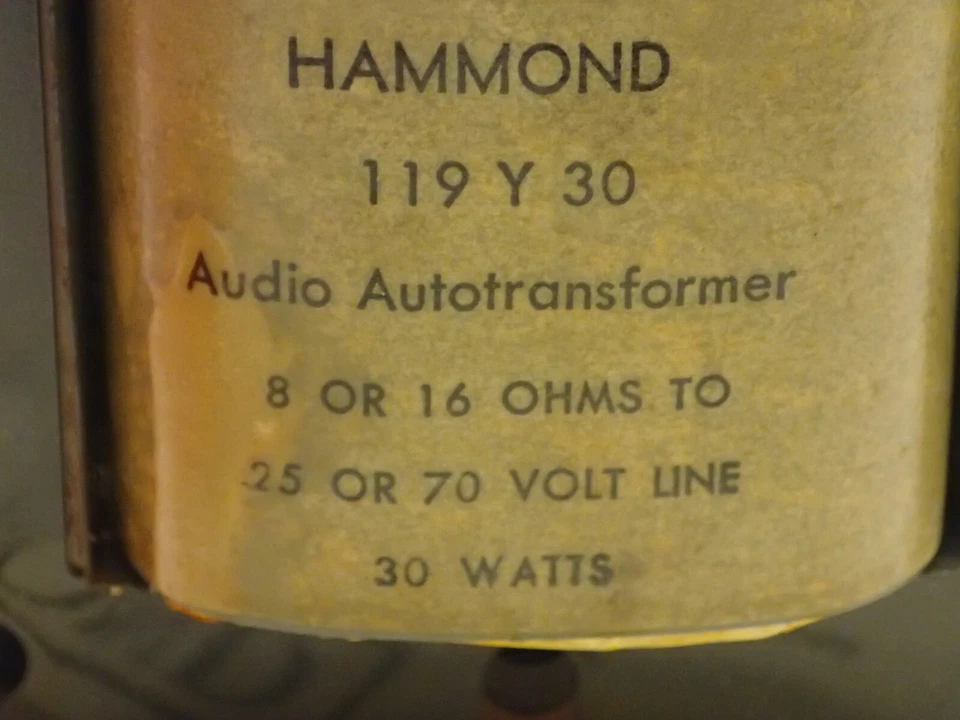 HAMMOND
119 Y 30
Audio Autotransformer
8 OR 16 OHMS TO
25 OR 70 VOLT LINE
30 WATTS